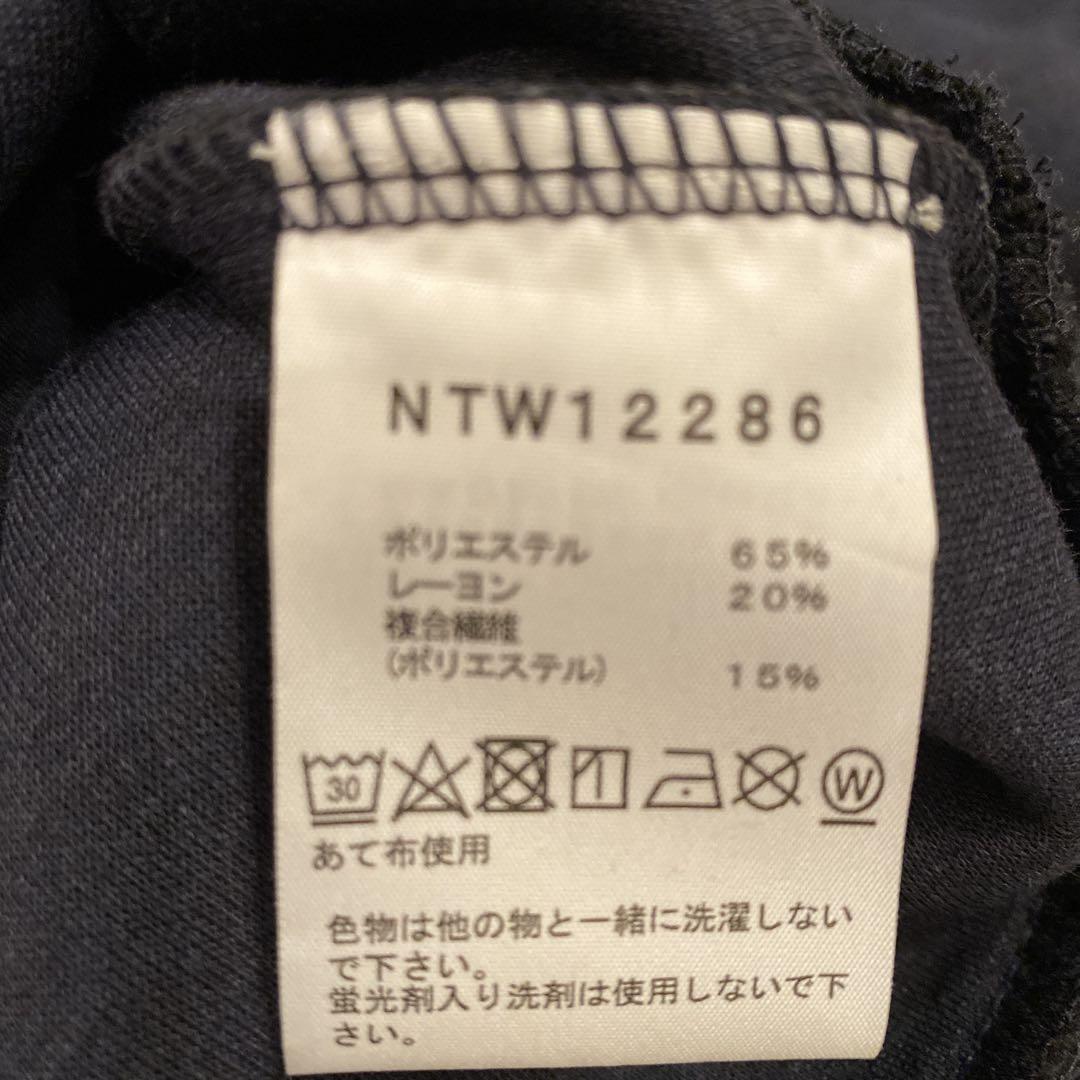 NTW12286
ポリエステル 65%
レーヨン 20%
複合繊維
(ポリエステル) 15%
30 W
あて布使用
色物は他の物と一緒に洗濯しない
で下さい。
蛍光剤入り洗剤は使用しないで下
さい。